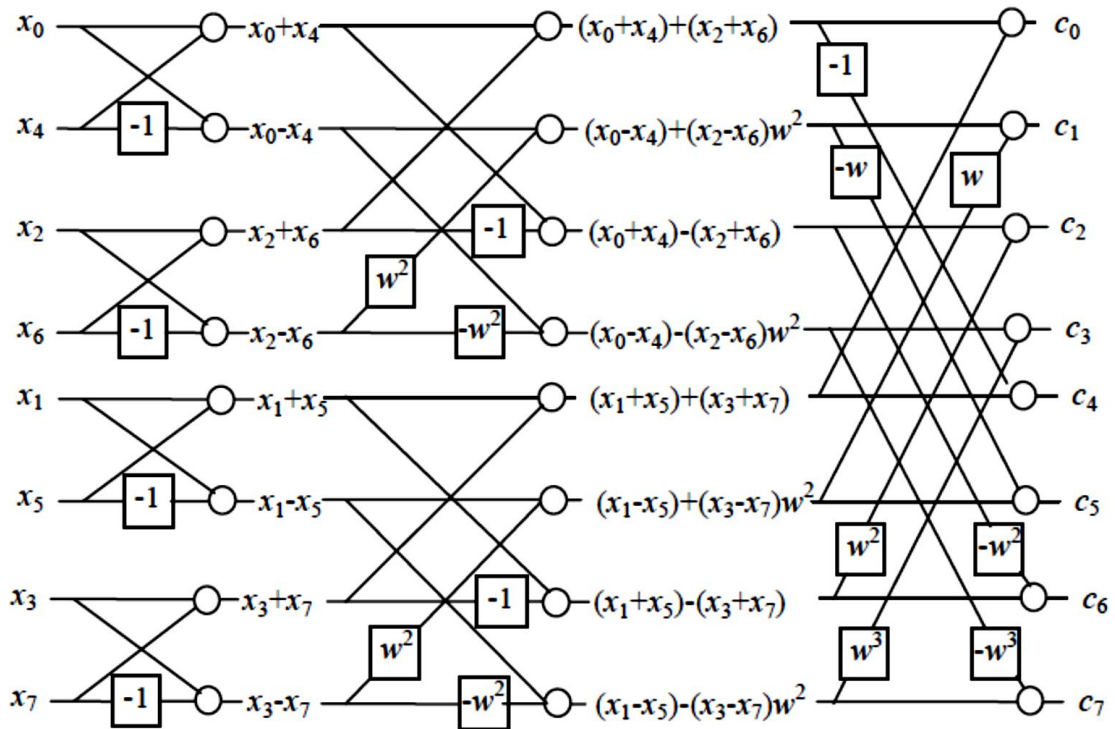 x₀ x₀+x₄ (x₀+x₄)+(x₂+x₆) c₀
-1
x₄ -1 x₀-x₄ (x₀-x₄)+(x₂-x₆)w² c₁
-w w
x₂ x₂+x₆ -1 (x₀+x₄)-(x₂+x₆) c₂
w²
x₆ -1 x₂-x₆ -w² (x₀-x₄)-(x₂-x₆)w² c₃
x₁ x₁+x₅ (x₁+x₅)+(x₃+x₇) c₄
x₅ -1 x₁-x₅ (x₁-x₅)+(x₃-x₇)w² c₅
w² -w²
x₃ x₃+x₇ -1 (x₁+x₅)-(x₃+x₇) c₆
w² w³ -w³
x₇ -1 x₃-x₇ -w² (x₁-x₅)-(x₃-x₇)w² c₇